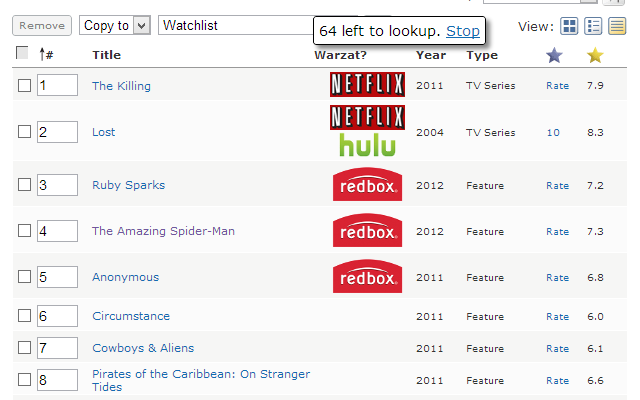 Remove Copy to Watchlist 64 left to lookup. Stop View:
# Title Warzat? Year Type
1 The Killing NETFLIX 2011 TV Series Rate 7.9
2 Lost NETFLIX hulu 2004 TV Series 10 8.3
3 Ruby Sparks redbox. 2012 Feature Rate 7.2
4 The Amazing Spider-Man redbox. 2012 Feature Rate 7.3
5 Anonymous redbox. 2011 Feature Rate 6.8
6 Circumstance 2011 Feature Rate 6.0
7 Cowboys & Aliens 2011 Feature Rate 6.1
8 Pirates of the Caribbean: On Stranger 2011 Feature Rate 6.6
Tides